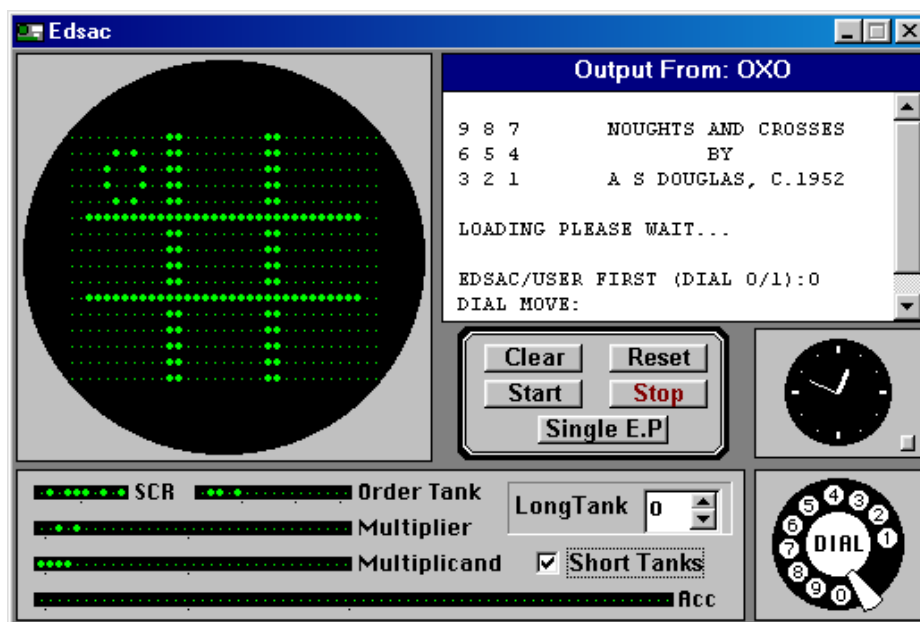 Edsac
Output From: OXO
9 8 7 NOUGHTS AND CROSSES
6 5 4 BY
3 2 1 A S DOUGLAS, C.1952
LOADING PLEASE WAIT...
EDSAC/USER FIRST (DIAL 0/1):0
DIAL MOVE:
Clear Reset
Start Stop
Single E.P
SCR Order Tank
Multiplier
Multiplicand
Acc
LongTank 0
Short Tanks
5 4 3 2 1
6 7 8 9 0
DIAL